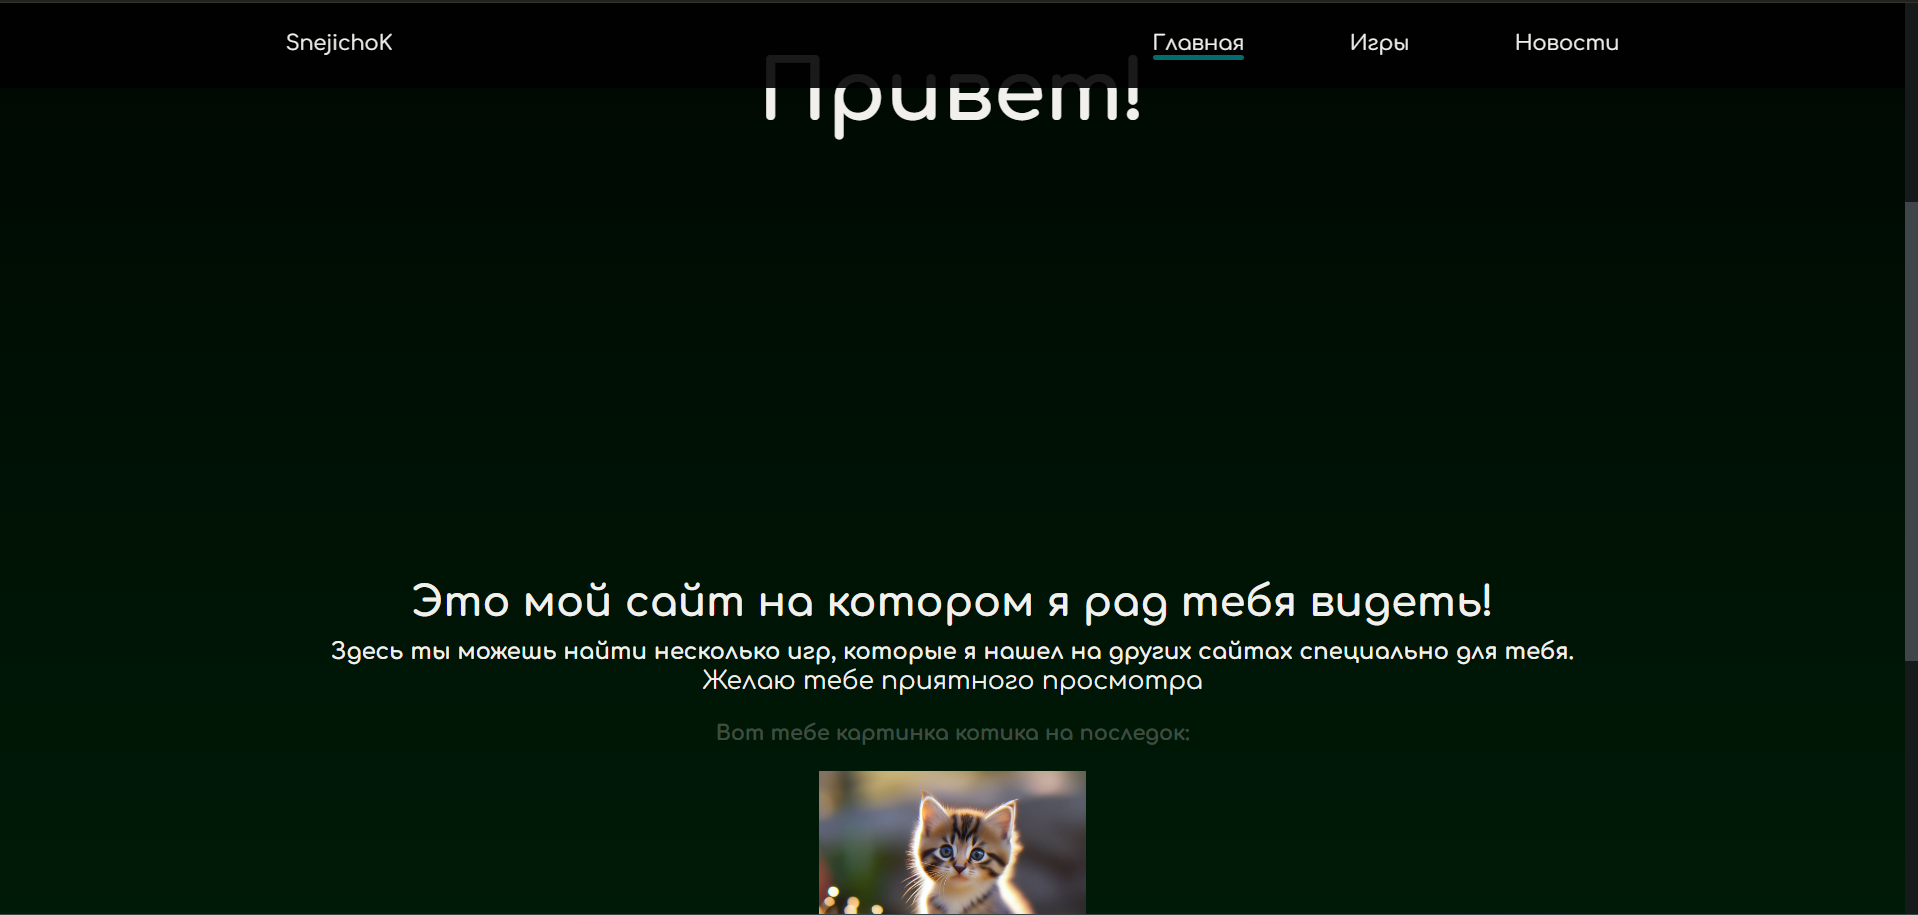 SnejichoK Главная Игры Новости
Привет!
Это мой сайт на котором я рад тебя видеть!
Здесь ты можешь найти несколько игр, которые я нашел на других сайтах специально для тебя.
Желаю тебе приятного просмотра
Вот тебе картинка котика на последок: